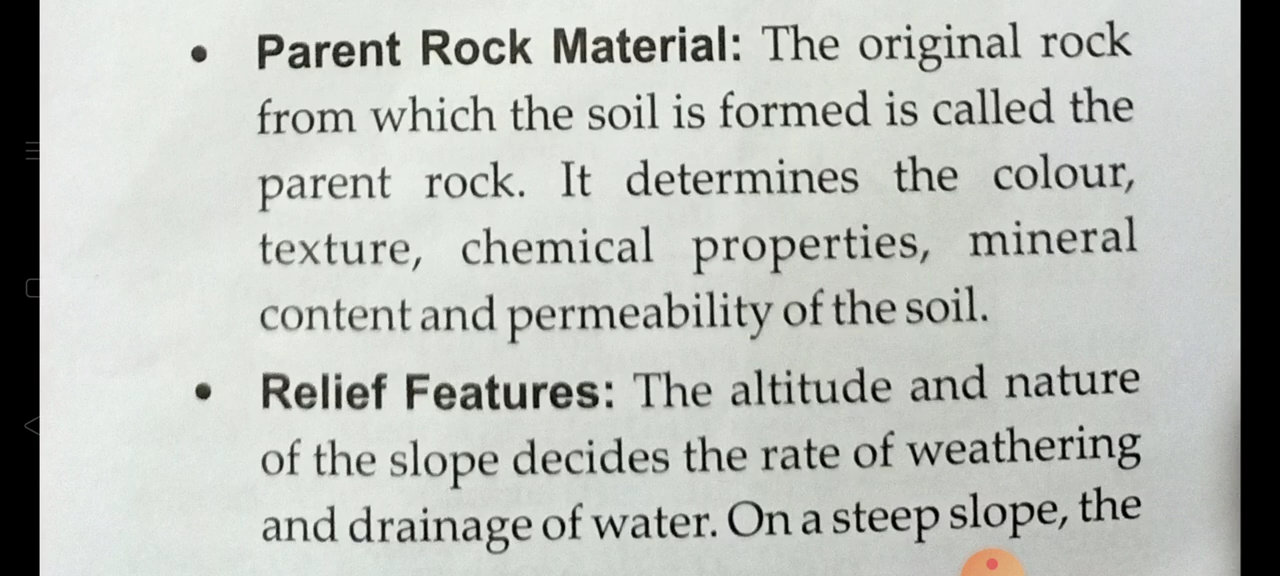 • Parent Rock Material: The original rock
from which the soil is formed is called the
parent rock. It determines the colour,
texture, chemical properties, mineral
content and permeability of the soil.
• Relief Features: The altitude and nature
of the slope decides the rate of weathering
and drainage of water. On a steep slope, the